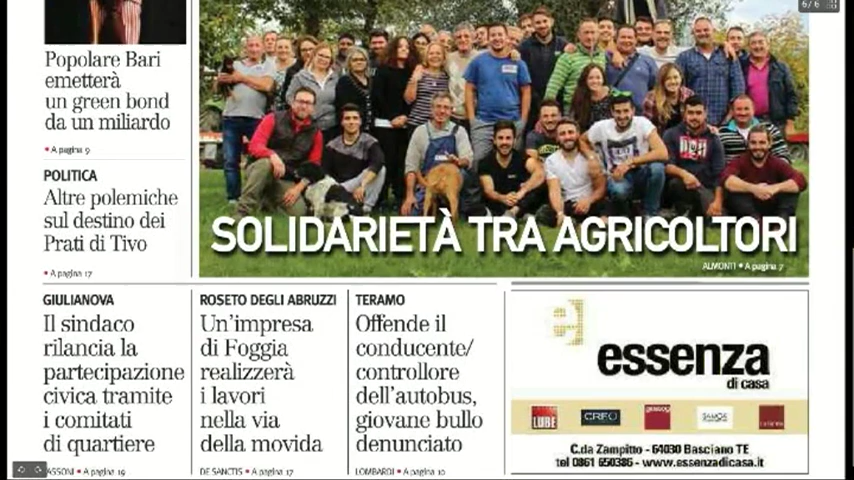 6/6
Popolare Bari
emetterà
un green bond
da un miliardo
• A pagina 9
POLITICA
Altre polemiche
sul destino dei
Prati di Tivo
• A pagina 17
SOLIDARIETÀ TRA AGRICOLTORI
ALMONTI • A pagina 7
GIULIANOVA
Il sindaco
rilancia la
partecipazione
civica tramite
i comitati
di quartiere
ASSONI • A pagina 19
ROSETO DEGLI ABRUZZI
Un'impresa
di Foggia
realizzerà
i lavori
nella via
della movida
DE SANCTIS • A pagina 17
TERAMO
Offende il
conducente/
controllore
dell'autobus,
giovane bullo
denunciato
LOMBARDI • A pagina 10
e
essenza
di casa
LUBE CREO
C.da Zampitto - 64030 Basciano TE
tel 0861 650386 - www.essenzadicasa.it